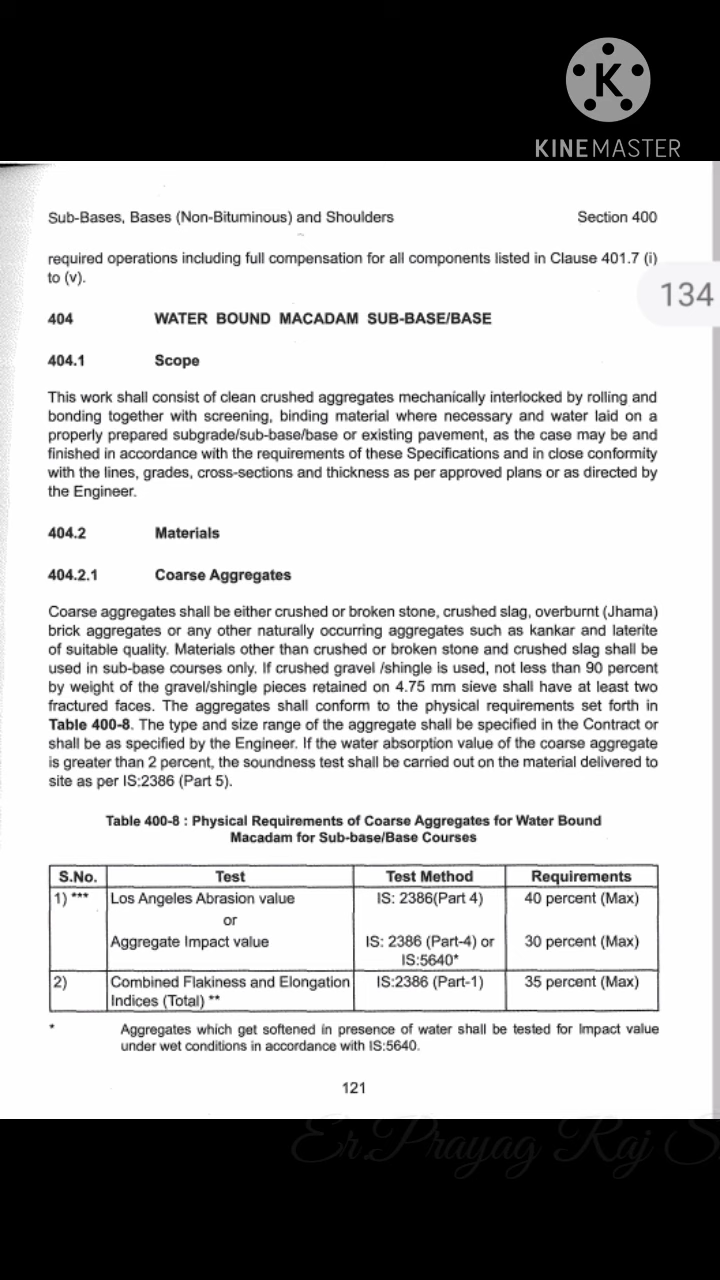 K
KINEMASTER
Sub-Bases, Bases (Non-Bituminous) and Shoulders Section 400
required operations including full compensation for all components listed in Clause 401.7 (i)
to (v).
134
404 WATER BOUND MACADAM SUB-BASE/BASE
404.1 Scope
This work shall consist of clean crushed aggregates mechanically interlocked by rolling and
bonding together with screening, binding material where necessary and water laid on a
properly prepared subgrade/sub-base/base or existing pavement, as the case may be and
finished in accordance with the requirements of these Specifications and in close conformity
with the lines, grades, cross-sections and thickness as per approved plans or as directed by
the Engineer.
404.2 Materials
404.2.1 Coarse Aggregates
Coarse aggregates shall be either crushed or broken stone, crushed slag, overburnt (Jhama)
brick aggregates or any other naturally occurring aggregates such as kankar and laterite
of suitable quality. Materials other than crushed or broken stone and crushed slag shall be
used in sub-base courses only. If crushed gravel /shingle is used, not less than 90 percent
by weight of the gravel/shingle pieces retained on 4.75 mm sieve shall have at least two
fractured faces. The aggregates shall conform to the physical requirements set forth in
Table 400-8. The type and size range of the aggregate shall be specified in the Contract or
shall be as specified by the Engineer. If the water absorption value of the coarse aggregate
is greater than 2 percent, the soundness test shall be carried out on the material delivered to
site as per IS:2386 (Part 5).
Table 400-8 : Physical Requirements of Coarse Aggregates for Water Bound
Macadam for Sub-base/Base Courses
S.No. Test Test Method Requirements
1) *** Los Angeles Abrasion value IS: 2386(Part 4) 40 percent (Max)
or
Aggregate Impact value IS: 2386 (Part-4) or 30 percent (Max)
IS:5640*
2) Combined Flakiness and Elongation IS:2386 (Part-1) 35 percent (Max)
Indices (Total) **
* Aggregates which get softened in presence of water shall be tested for Impact value
under wet conditions in accordance with IS:5640.
121
Er.Prayag Raj S